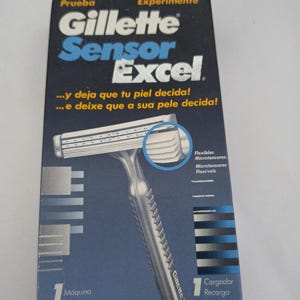 Prueba Experimente
Gillette
Sensor
Excel
...y deja que tu piel decida!
...e deixe que a sua pele decida!
Flexibles
Microtensores
Microtensores
Flexíveis
1 Máquina
1 Cargador
Recarga